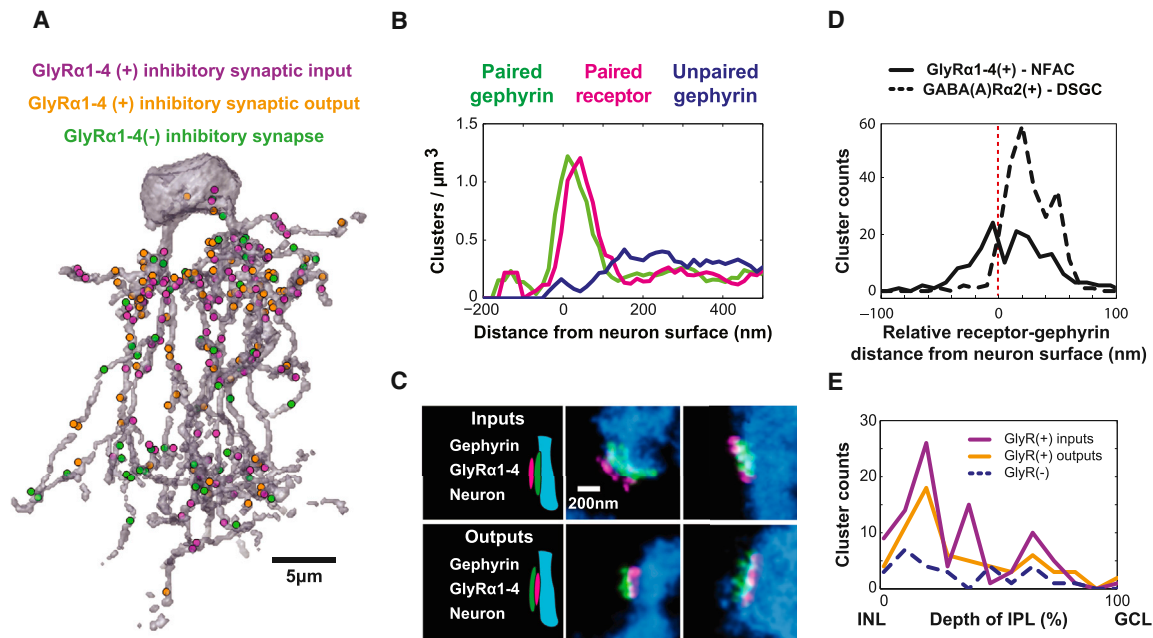 A
GlyRα1-4 (+) inhibitory synaptic input
GlyRα1-4 (+) inhibitory synaptic output
GlyRα1-4(-) inhibitory synapse
5μm
B
Paired gephyrin
Paired receptor
Unpaired gephyrin
Clusters / μm³
1.5
1.0
0.5
0
−200 0 200 400
Distance from neuron surface (nm)
C
Inputs
Gephyrin
GlyRα1-4
Neuron
200nm
Outputs
Gephyrin
GlyRα1-4
Neuron
D
GlyRα1-4(+) - NFAC
GABA(A)Rα2(+) - DSGC
Cluster counts
60
40
20
0
−100 0 100
Relative receptor-gephyrin
distance from neuron surface (nm)
E
GlyR(+) inputs
GlyR(+) outputs
GlyR(-)
Cluster counts
30
20
10
0
0 100
INL Depth of IPL (%) GCL